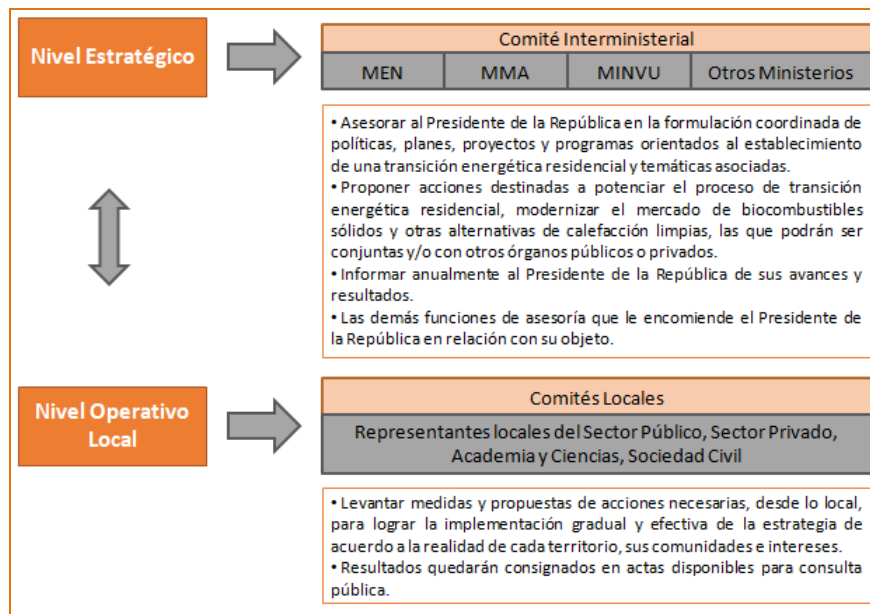 Nivel Estratégico
Comité Interministerial
MEN MMA MINVU Otros Ministerios
• Asesorar al Presidente de la República en la formulación coordinada de
políticas, planes, proyectos y programas orientados al establecimiento
de una transición energética residencial y temáticas asociadas.
• Proponer acciones destinadas a potenciar el proceso de transición
energética residencial, modernizar el mercado de biocombustibles
sólidos y otras alternativas de calefacción limpias, las que podrán ser
conjuntas y/o con otros órganos públicos o privados.
• Informar anualmente al Presidente de la República de sus avances y
resultados.
• Las demás funciones de asesoría que le encomiende el Presidente de
la República en relación con su objeto.
Nivel Operativo
Local
Comités Locales
Representantes locales del Sector Público, Sector Privado,
Academia y Ciencias, Sociedad Civil
• Levantar medidas y propuestas de acciones necesarias, desde lo local,
para lograr la implementación gradual y efectiva de la estrategia de
acuerdo a la realidad de cada territorio, sus comunidades e intereses.
• Resultados quedarán consignados en actas disponibles para consulta
pública.